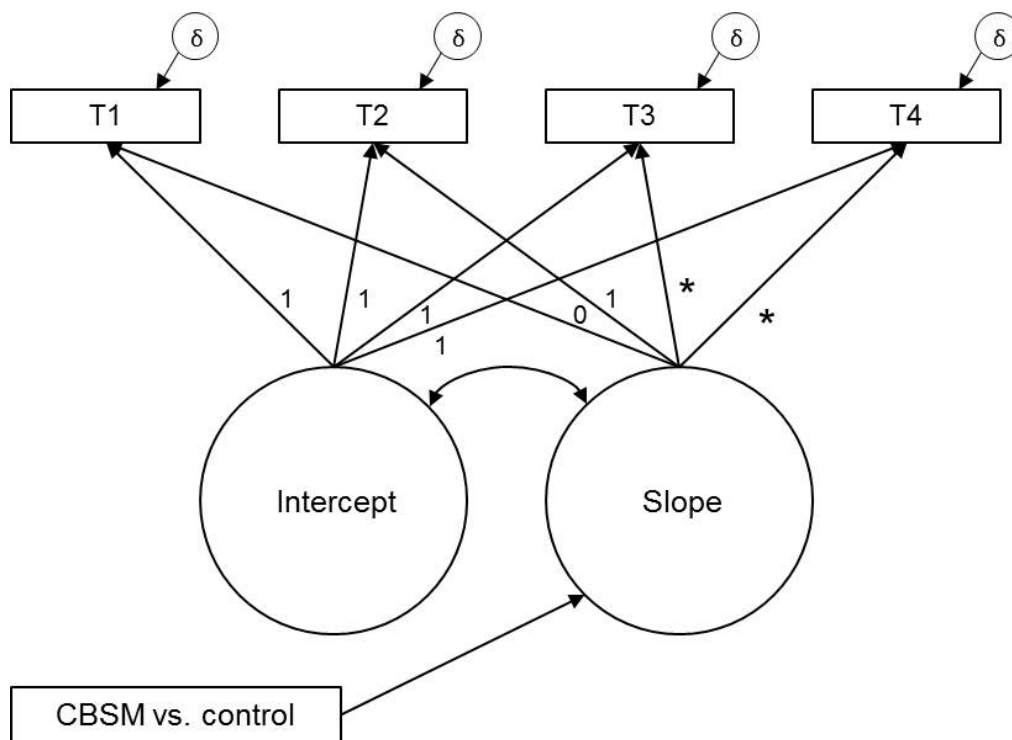 δ δ δ δ
T1 T2 T3 T4
1 1 1 0 1 *
1 *
Intercept Slope
CBSM vs. control